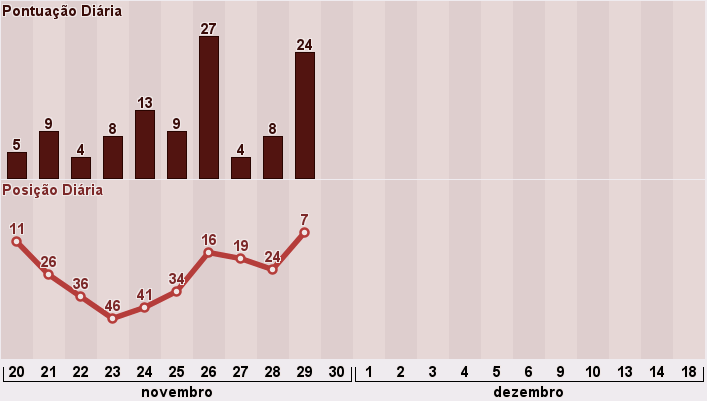 Pontuação Diária
5 9 4 8 13 9 27 4 8 24
Posição Diária
11 26 36 46 41 34 16 19 24 7
20 21 22 23 24 25 26 27 28 29 30 1 2 3 4 5 6 9 10 13 14 18
novembro dezembro